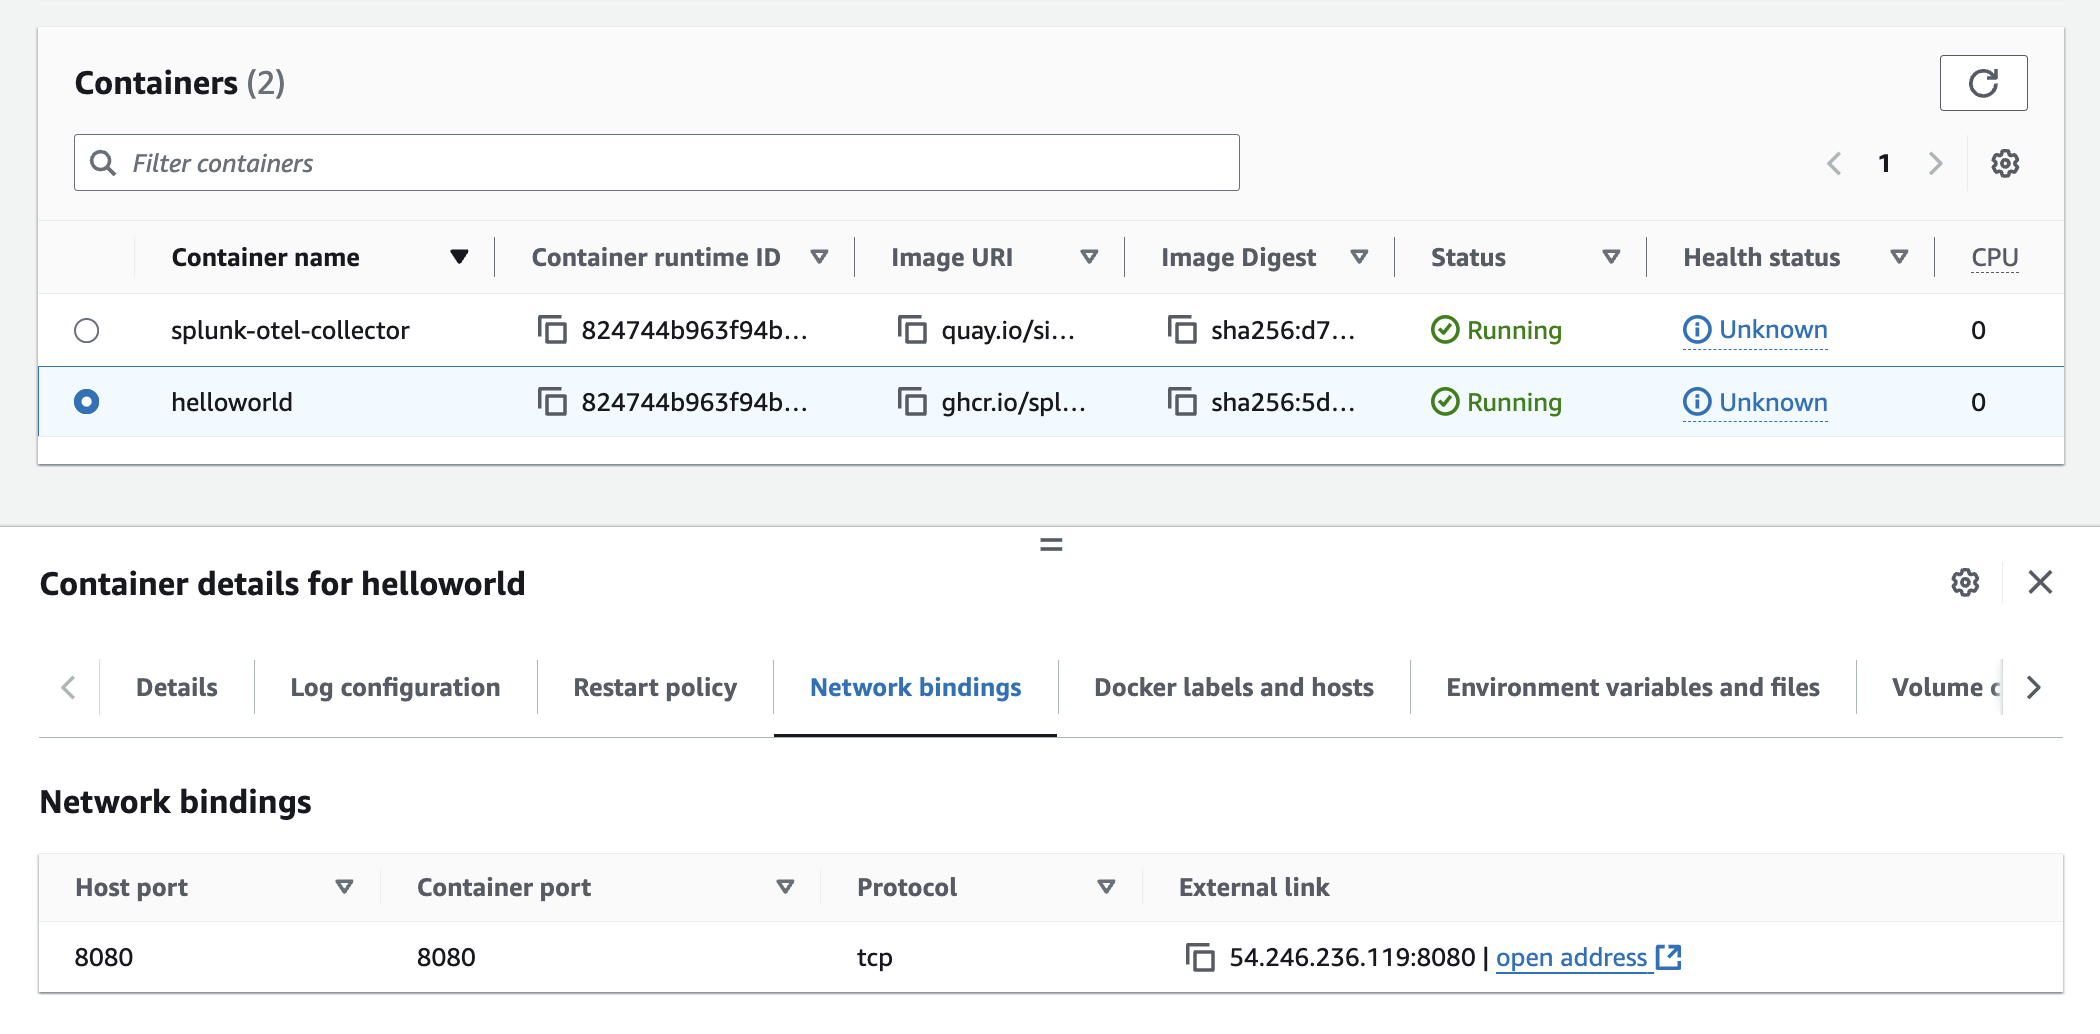 Containers (2)
Filter containers
1
Container name Container runtime ID Image URI Image Digest Status Health status CPU
splunk-otel-collector 824744b963f94b... quay.io/si... sha256:d7... Running Unknown 0
helloworld 824744b963f94b... ghcr.io/spl... sha256:5d... Running Unknown 0
Container details for helloworld
Details Log configuration Restart policy Network bindings Docker labels and hosts Environment variables and files Volume c
Network bindings
Host port Container port Protocol External link
8080 8080 tcp 54.246.236.119:8080 | open address